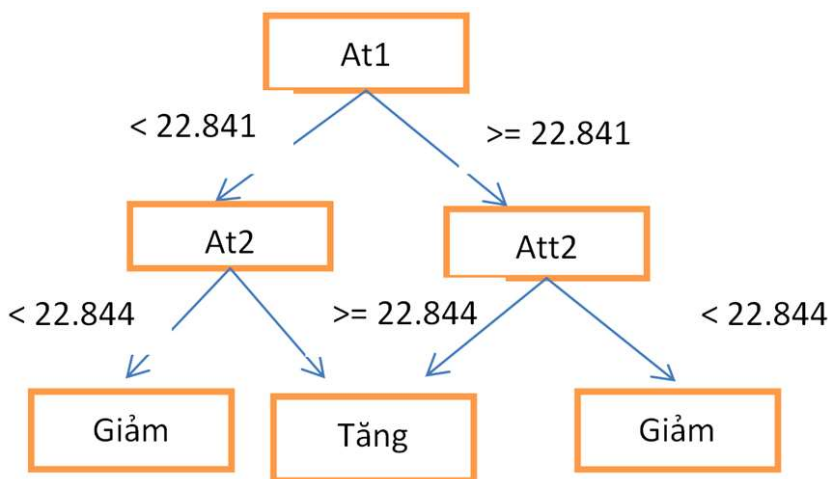 At1
< 22.841
>= 22.841
At2
Att2
< 22.844
>= 22.844
< 22.844
Giảm
Tăng
Giảm